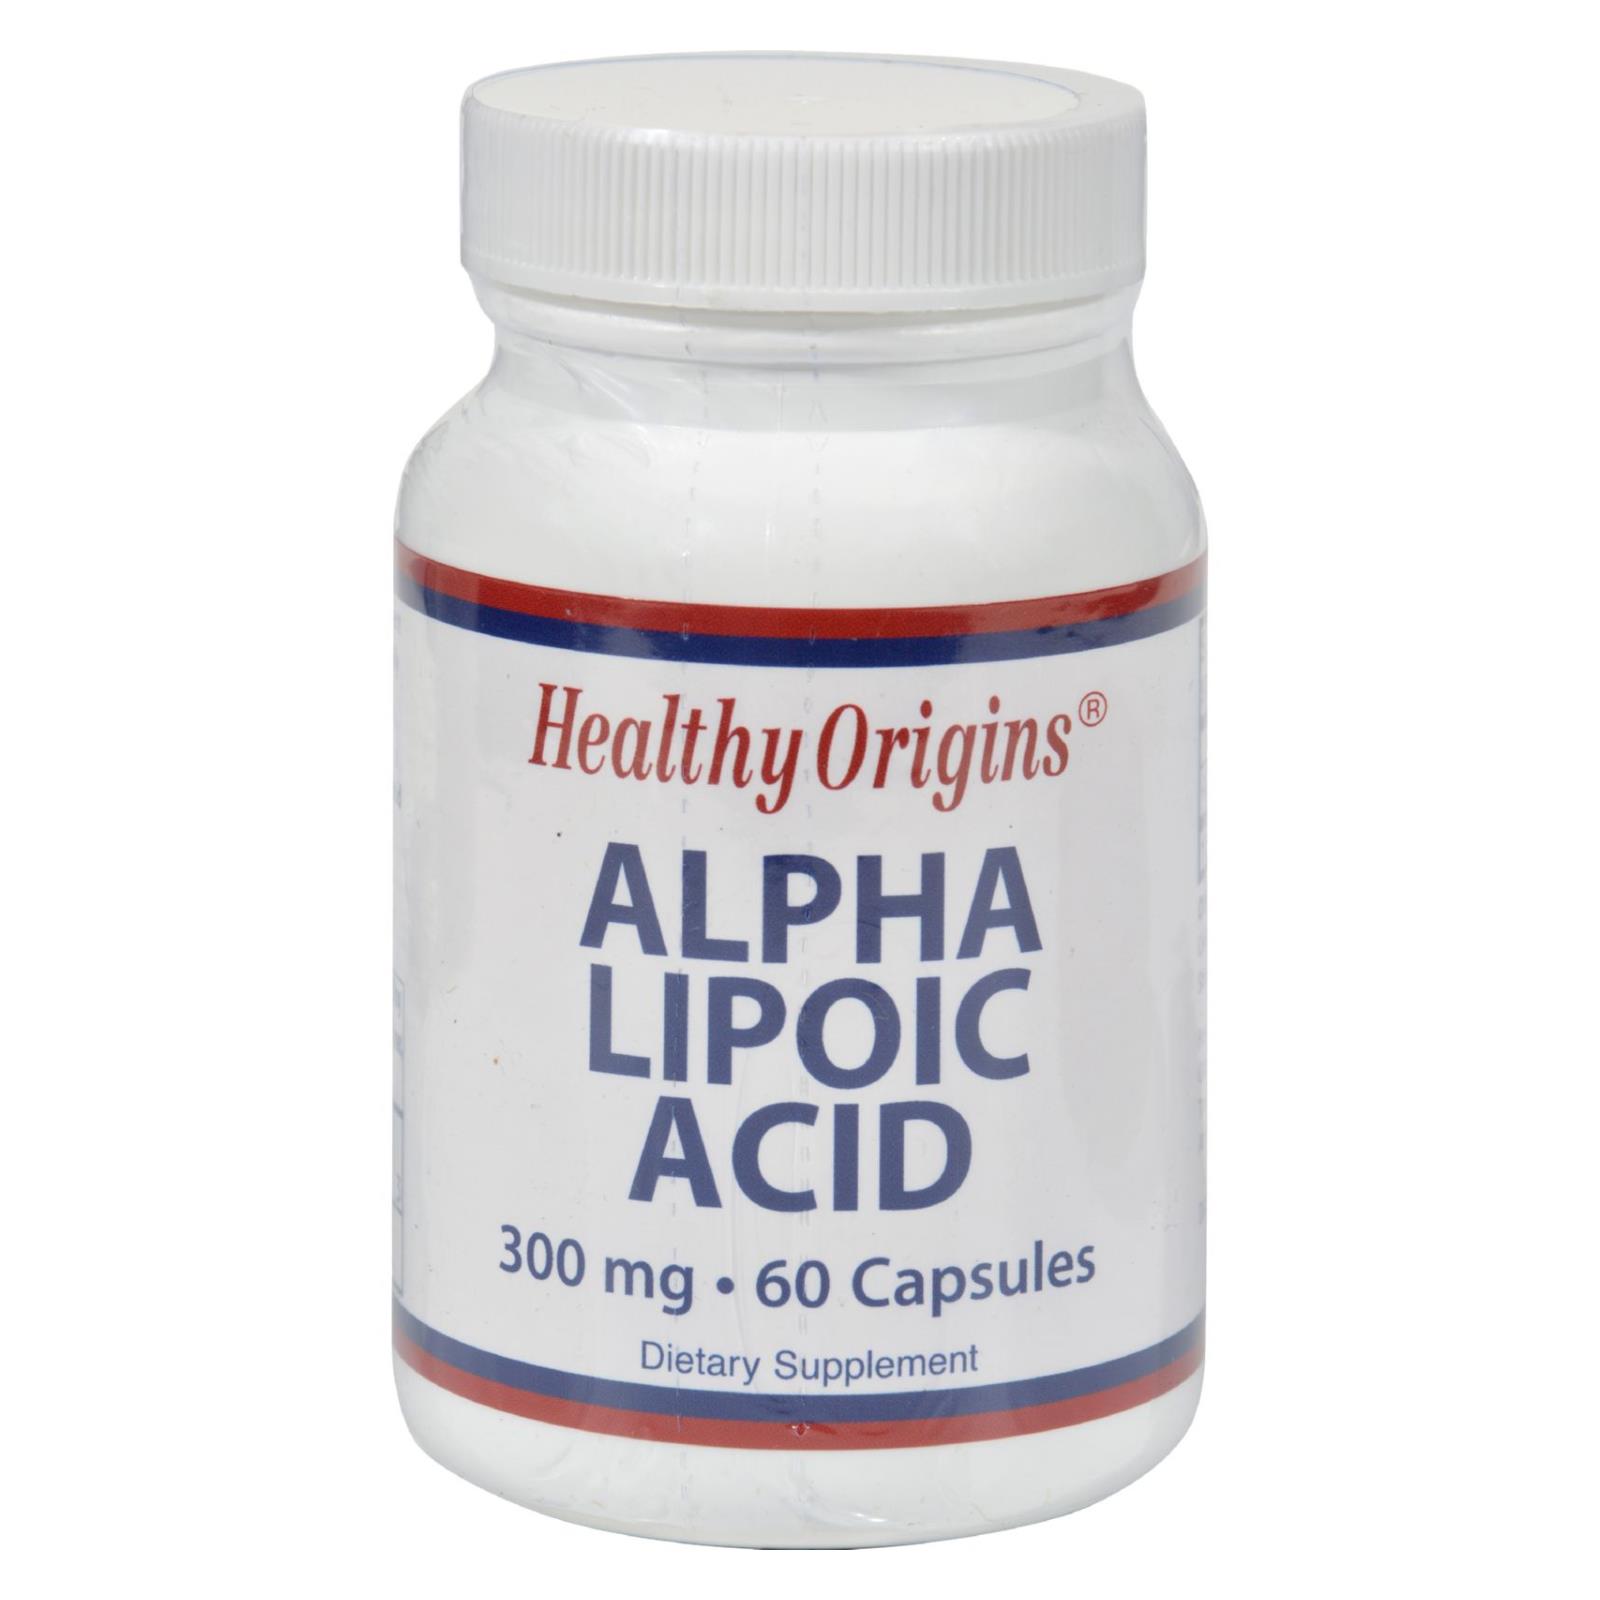 Healthy Origins®
ALPHA
LIPOIC
ACID
300 mg • 60 Capsules
Dietary Supplement